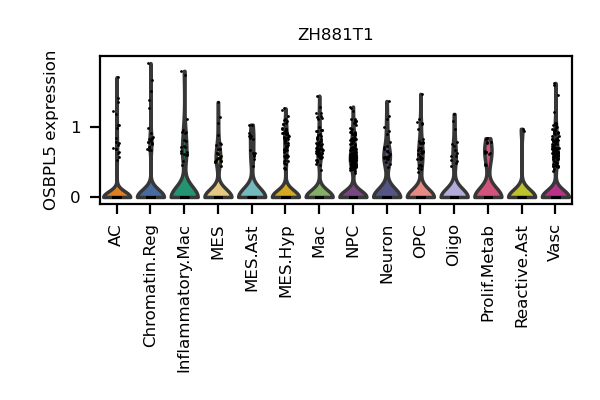 ZH881T1
OSBPL5 expression
1
0
AC
Chromatin.Reg
Inflammatory.Mac
MES
MES.Ast
MES.Hyp
Mac
NPC
Neuron
OPC
Oligo
Prolif.Metab
Reactive.Ast
Vasc